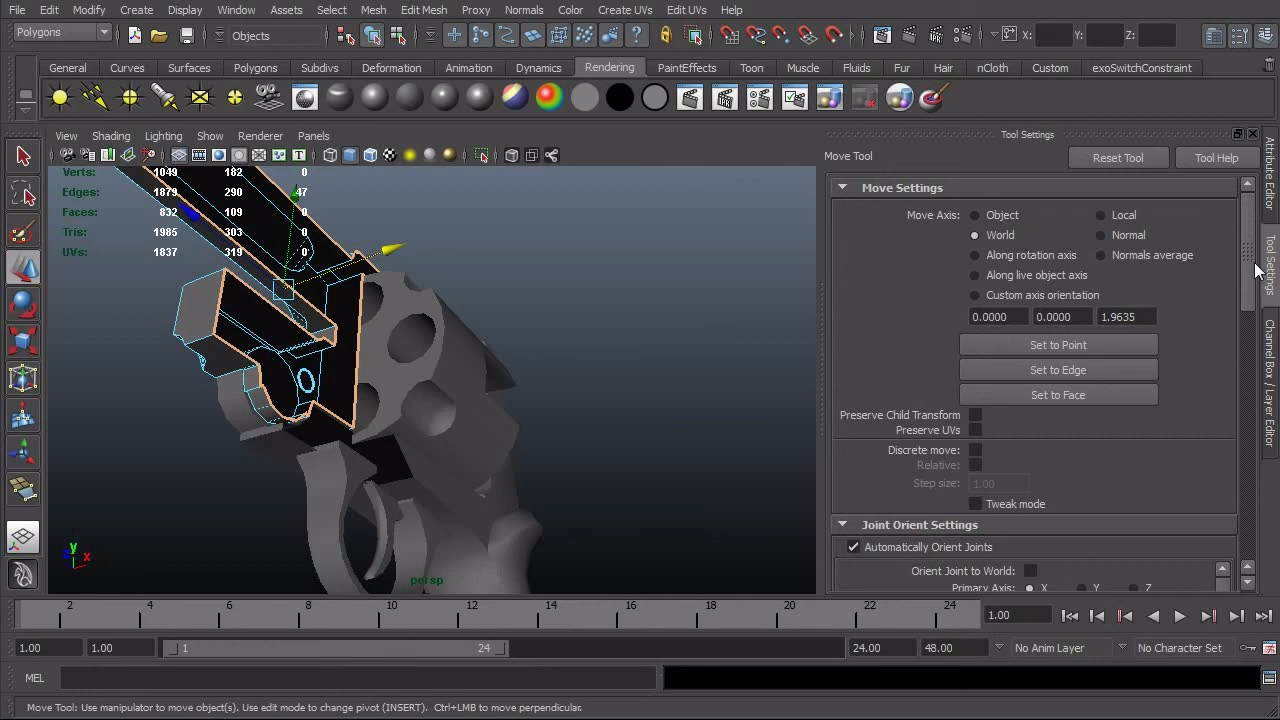 File Edit Modify Create Display Window Assets Select Mesh Edit Mesh Proxy Normals Color Create UVs Edit UVs Help
Polygons Objects X: Y: Z:
General Curves Surfaces Polygons Subdivs Deformation Animation Dynamics Rendering PaintEffects Toon Muscle Fluids Fur Hair nCloth Custom exoSwitchConstraint
View Shading Lighting Show Renderer Panels
Tool Settings
Move Tool Reset Tool Tool Help
Verts: 1049 182 0
Edges: 1879 290 47
Faces: 832 109 0
Tris: 1985 303 0
UVs: 1837 319 0
Move Settings
Move Axis: Object Local
World Normal
Along rotation axis Normals average
Along live object axis
Custom axis orientation
0.0000 0.0000 1.9635
Set to Point
Set to Edge
Set to Face
Preserve Child Transform
Preserve UVs
Discrete move:
Relative:
Step size: 1.00
Tweak mode
Joint Orient Settings
Automatically Orient Joints
Orient Joint to World:
Primary Axis: X Y Z
Attribute Editor
Tool Settings
Channel Box / Layer Editor
y
z x
persp
2 4 6 8 10 12 14 16 18 20 22 24 1.00
1.00 1.00 1 24 24.00 48.00 No Anim Layer No Character Set
MEL
Move Tool: Use manipulator to move object(s). Use edit mode to change pivot (INSERT). Ctrl+LMB to move perpendicular.